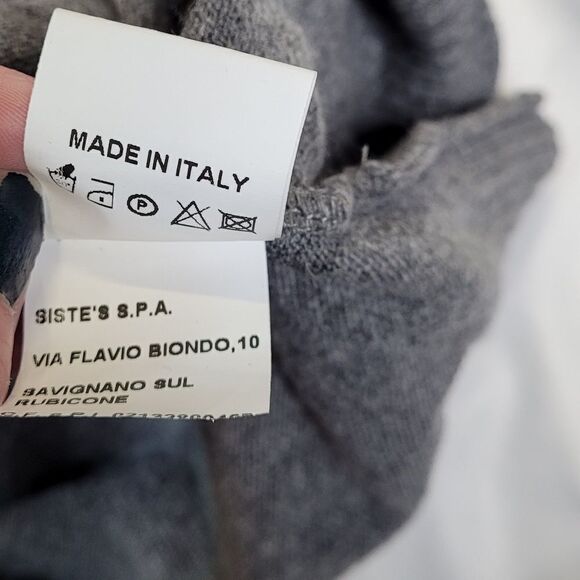 MADE IN ITALY
P
SISTE'S S.P.A.
VIA FLAVIO BIONDO,10
SAVIGNANO SUL
RUBICONE